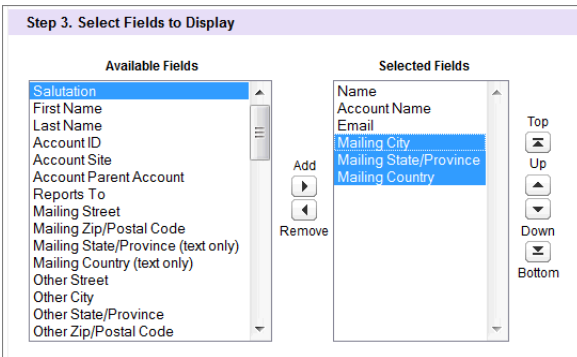 Step 3. Select Fields to Display
Available Fields
Salutation
First Name
Last Name
Account ID
Account Site
Account Parent Account
Reports To
Mailing Street
Mailing Zip/Postal Code
Mailing State/Province (text only)
Mailing Country (text only)
Other Street
Other City
Other State/Province
Other Zip/Postal Code
Add
Remove
Selected Fields
Name
Account Name
Email
Mailing City
Mailing State/Province
Mailing Country
Top
Up
Down
Bottom